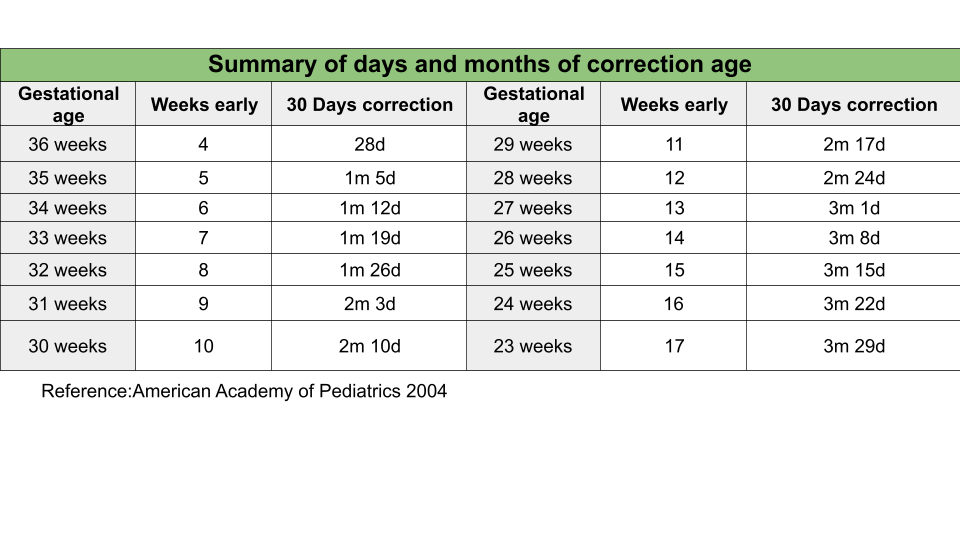 Summary of days and months of correction age
Gestational age Weeks early 30 Days correction Gestational age Weeks early 30 Days correction
36 weeks 4 28d 29 weeks 11 2m 17d
35 weeks 5 1m 5d 28 weeks 12 2m 24d
34 weeks 6 1m 12d 27 weeks 13 3m 1d
33 weeks 7 1m 19d 26 weeks 14 3m 8d
32 weeks 8 1m 26d 25 weeks 15 3m 15d
31 weeks 9 2m 3d 24 weeks 16 3m 22d
30 weeks 10 2m 10d 23 weeks 17 3m 29d
Reference:American Academy of Pediatrics 2004